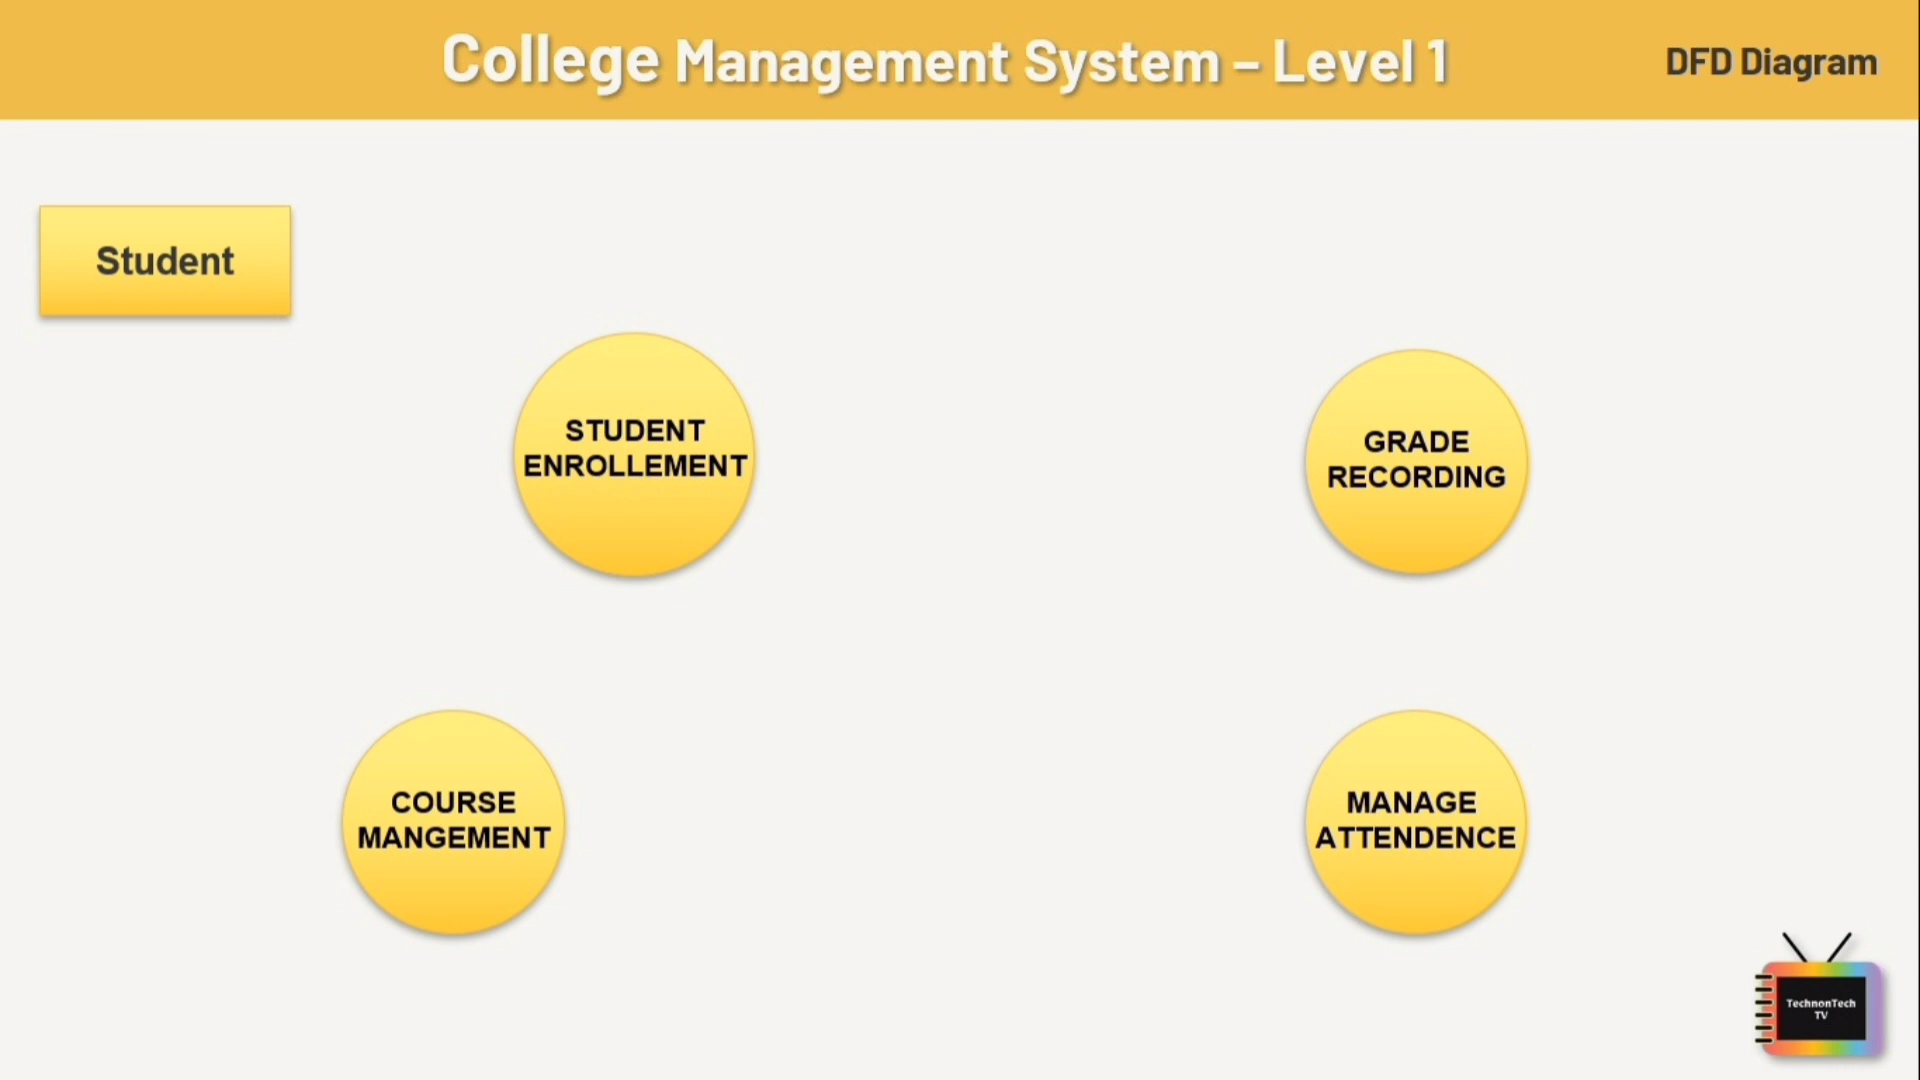 College Management System – Level 1
DFD Diagram
Student
STUDENT
ENROLLEMENT
GRADE
RECORDING
COURSE
MANGEMENT
MANAGE
ATTENDENCE
TechnonTech
TV